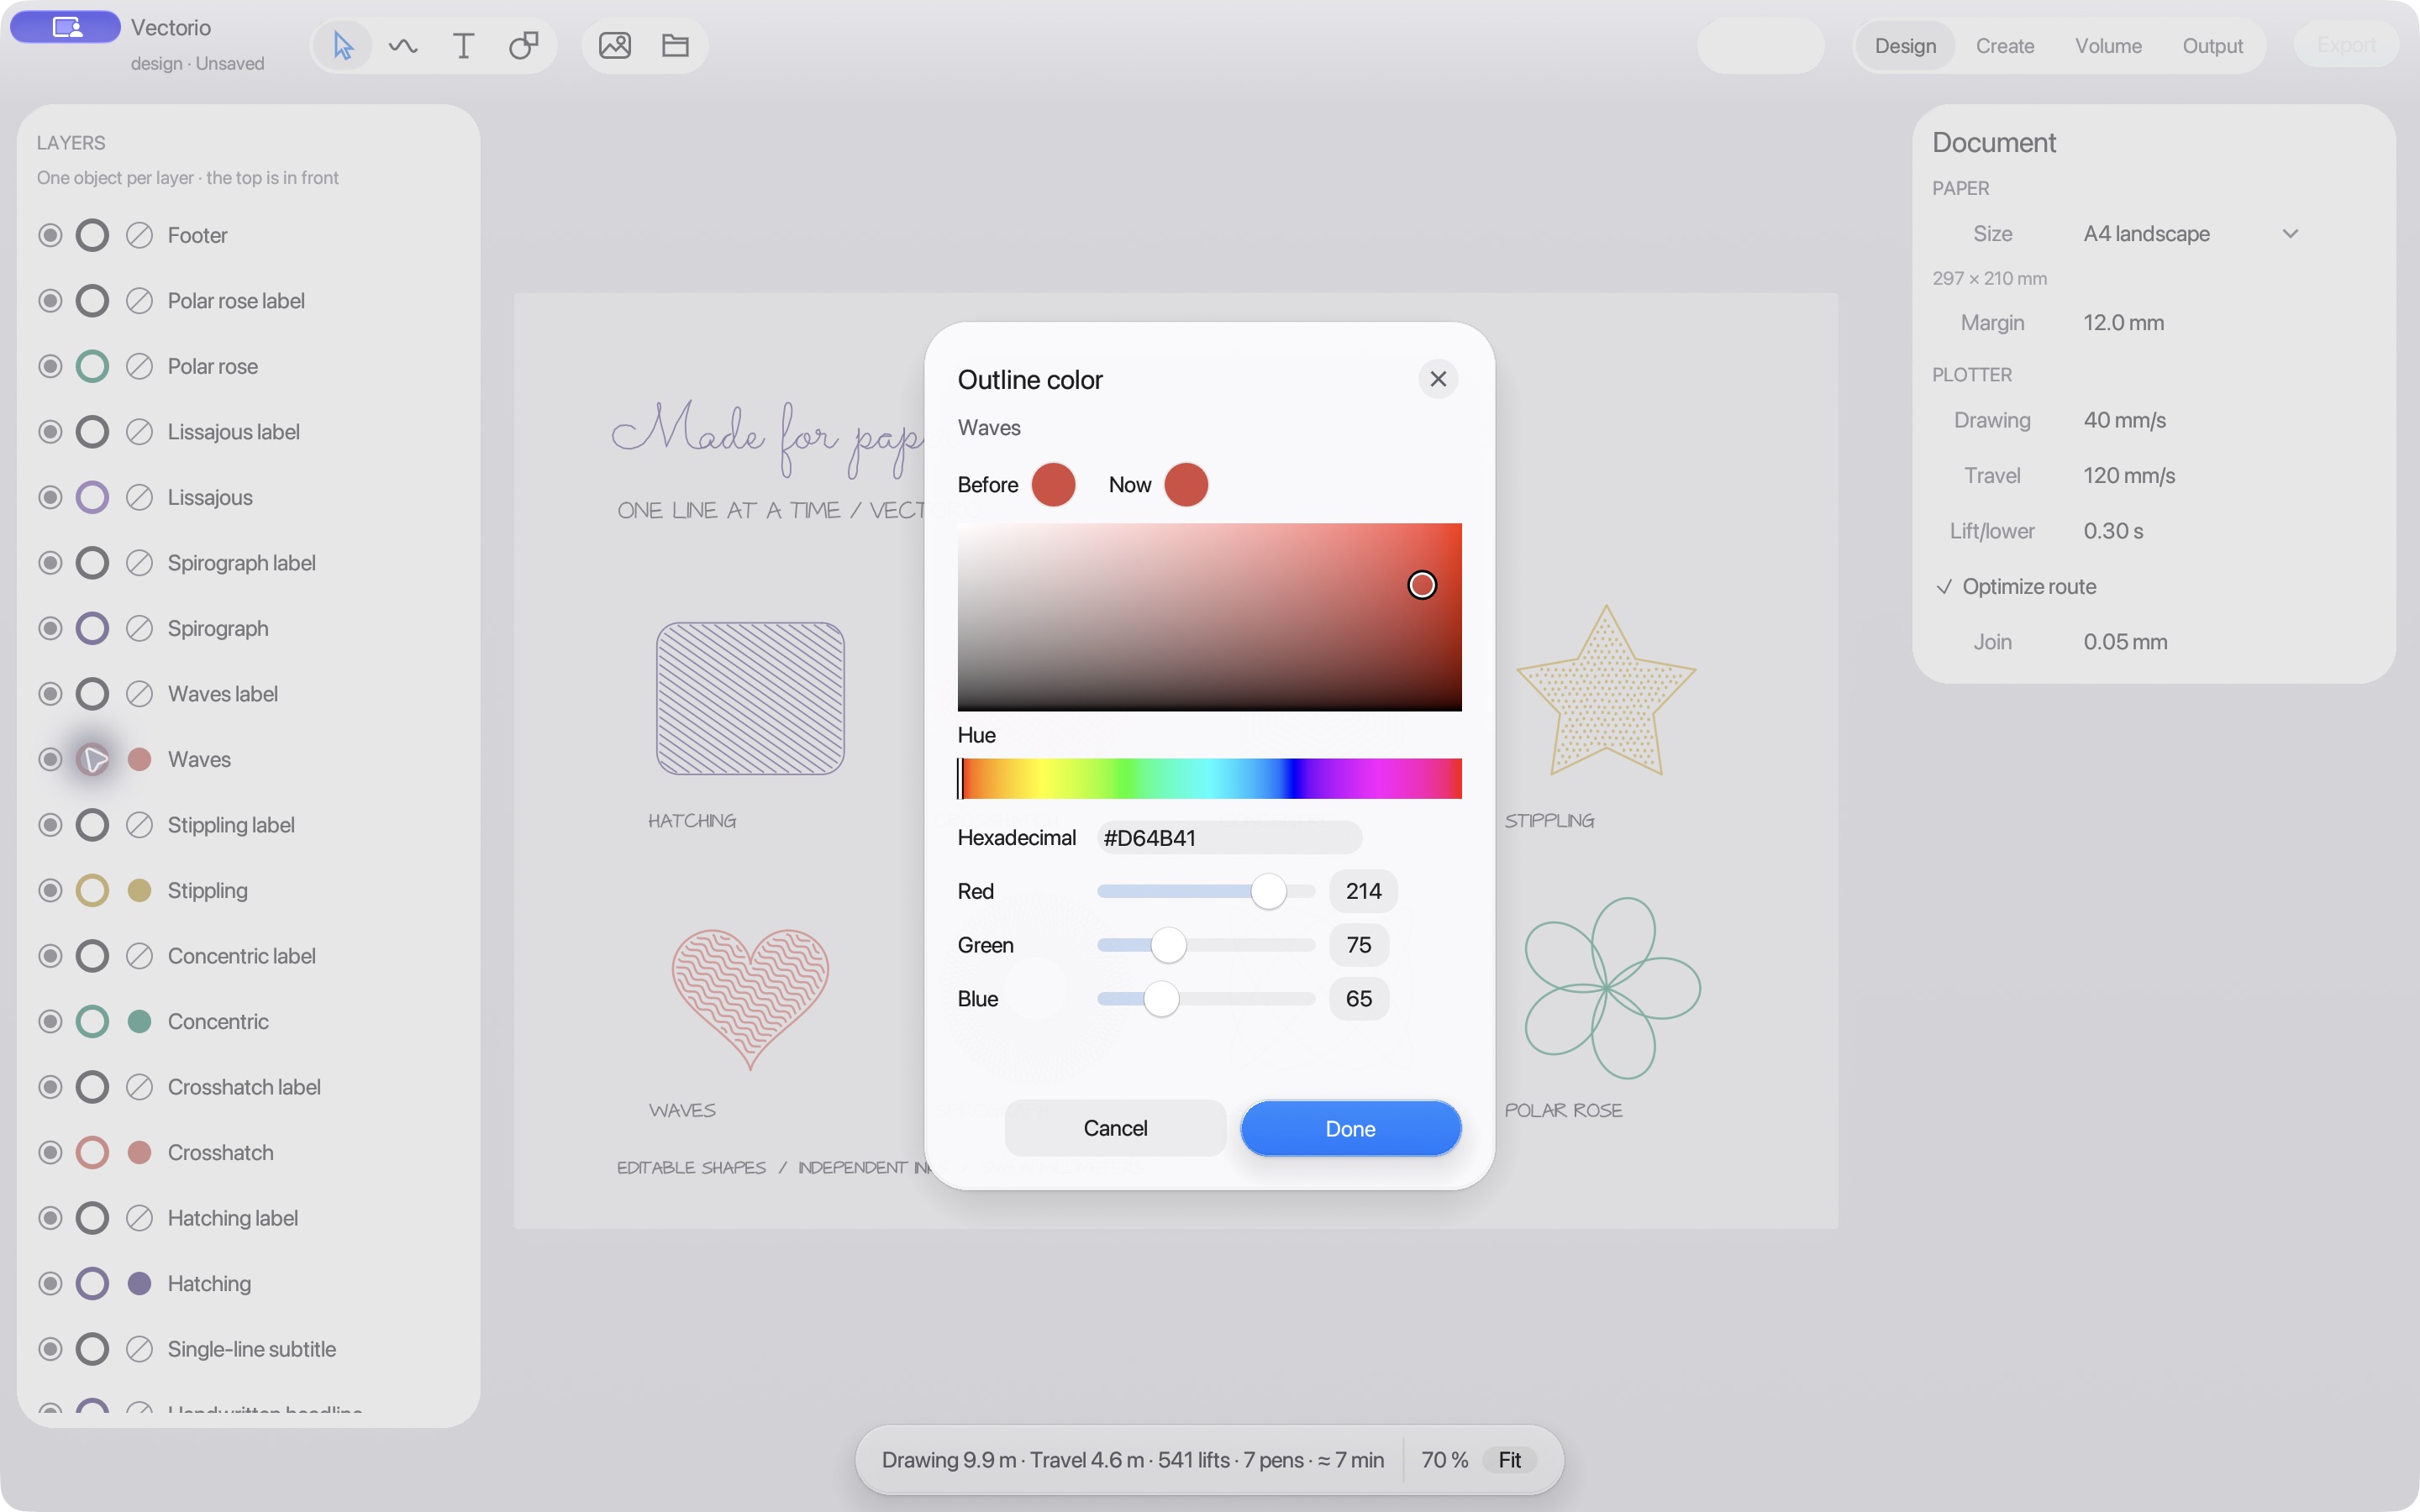 Vectorio
design · Unsaved
Design
Create
Volume
Output
Export
LAYERS
One object per layer · the top is in front
Footer
Polar rose label
Polar rose
Lissajous label
Lissajous
Spirograph label
Spirograph
Waves label
Waves
Stippling label
Stippling
Concentric label
Concentric
Crosshatch label
Crosshatch
Hatching label
Hatching
Single-line subtitle
Made for
ONE LINE AT A TIME /
HATCHING
STIPPLING
WAVES
POLAR ROSE
EDITABLE SHAPES / INDEPENDENT
Outline color
Waves
Before
Now
Hue
Hexadecimal #D64B41
Red 214
Green 75
Blue 65
Cancel
Done
Document
PAPER
Size A4 landscape
297 × 210 mm
Margin 12.0 mm
PLOTTER
Drawing 40 mm/s
Travel 120 mm/s
Lift/lower 0.30 s
Optimize route
Join 0.05 mm
Drawing 9.9 m · Travel 4.6 m · 541 lifts · 7 pens · ≈ 7 min
70 %
Fit